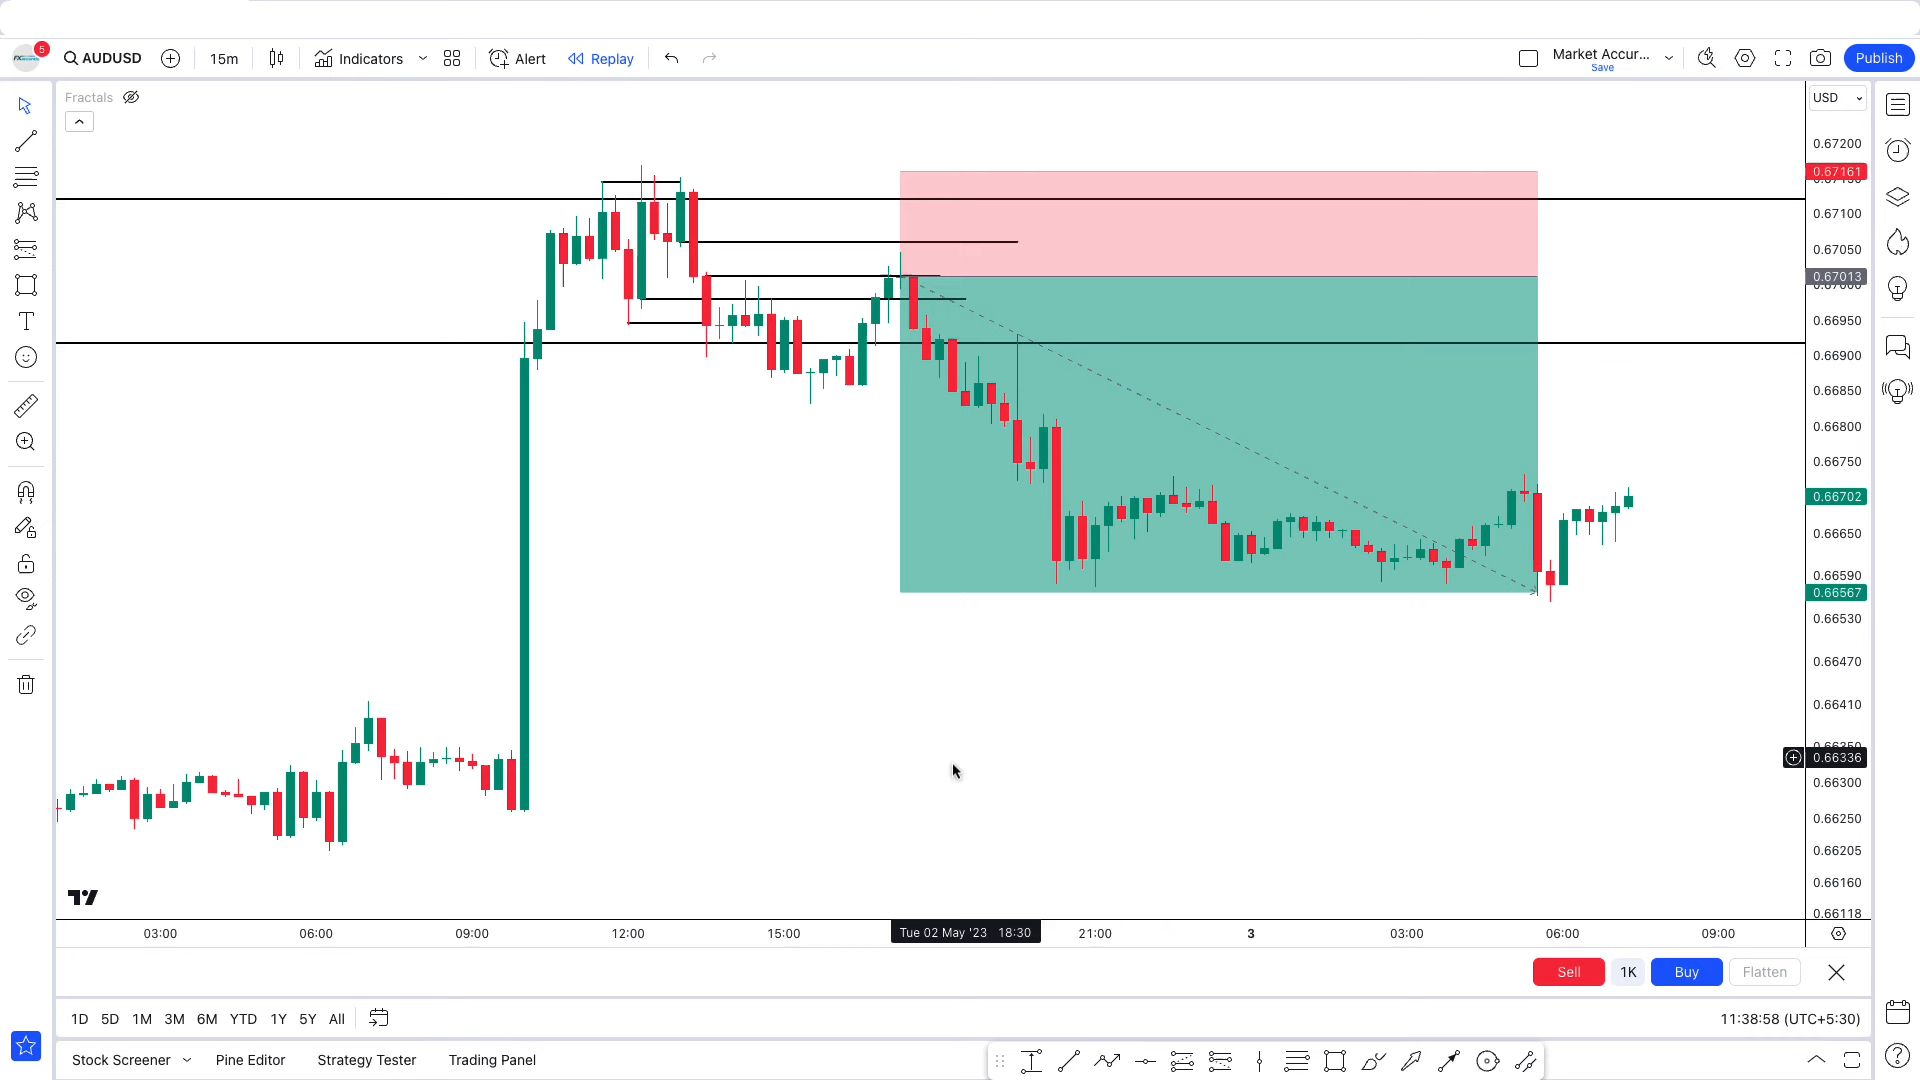 5
AUDUSD
15m
Indicators
Alert
Replay
Market Accur...
Save
Publish
Fractals
USD
0.67200
0.67161
0.67100
0.67050
0.67013
0.66950
0.66900
0.66850
0.66800
0.66750
0.66702
0.66650
0.66590
0.66567
0.66530
0.66470
0.66410
0.66336
0.66300
0.66250
0.66205
0.66160
0.66118
03:00
06:00
09:00
12:00
15:00
Tue 02 May '23 18:30
21:00
3
03:00
06:00
09:00
Sell
1K
Buy
Flatten
1D
5D
1M
3M
6M
YTD
1Y
5Y
All
11:38:58 (UTC+5:30)
Stock Screener
Pine Editor
Strategy Tester
Trading Panel